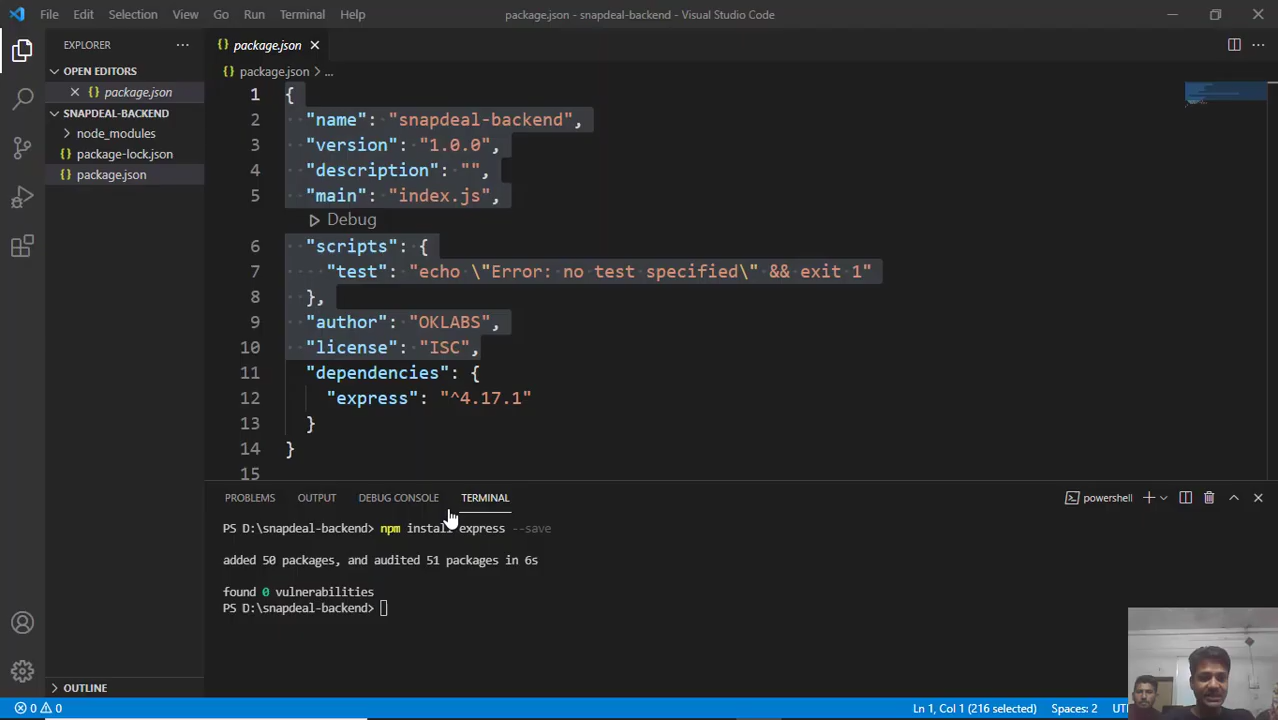 File Edit Selection View Go Run Terminal Help
package.json - snapdeal-backend - Visual Studio Code
EXPLORER
OPEN EDITORS
package.json
SNAPDEAL-BACKEND
node_modules
package-lock.json
package.json
OUTLINE
package.json
package.json > ...
1 {
2 "name": "snapdeal-backend",
3 "version": "1.0.0",
4 "description": "",
5 "main": "index.js",
Debug
6 "scripts": {
7 "test": "echo \"Error: no test specified\" && exit 1"
8 },
9 "author": "OKLABS",
10 "license": "ISC",
11 "dependencies": {
12 "express": "^4.17.1"
13 }
14 }
15
PROBLEMS OUTPUT DEBUG CONSOLE TERMINAL
powershell
PS D:\snapdeal-backend> npm install express --save
added 50 packages, and audited 51 packages in 6s
found 0 vulnerabilities
PS D:\snapdeal-backend>
0 0
Ln 1, Col 1 (216 selected) Spaces: 2